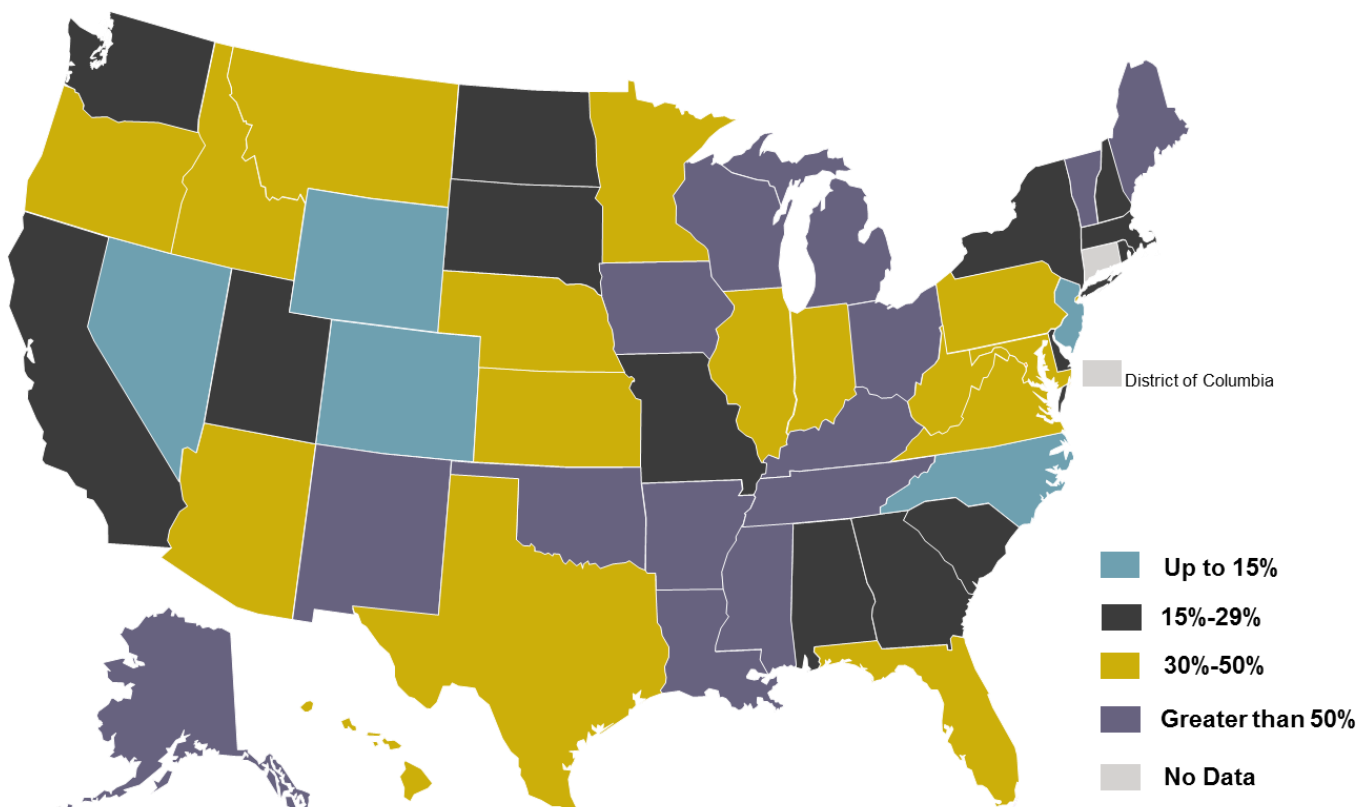 District of Columbia
Up to 15%
15%-29%
30%-50%
Greater than 50%
No Data